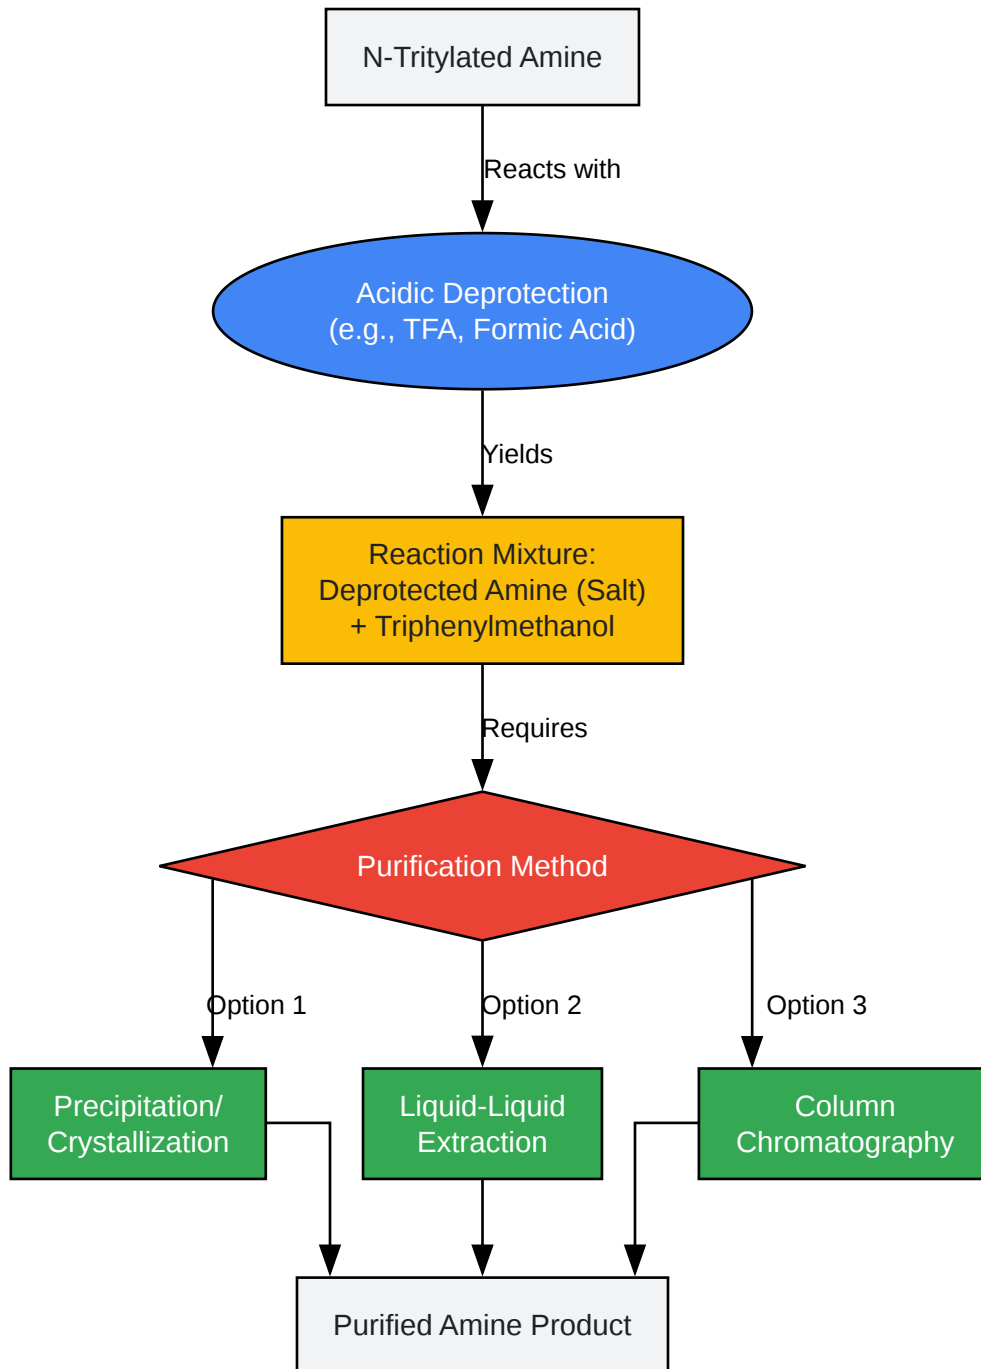 N-Tritylated Amine
Reacts with
Acidic Deprotection
(e.g., TFA, Formic Acid)
Yields
Reaction Mixture:
Deprotected Amine (Salt)
+ Triphenylmethanol
Requires
Purification Method
Option 1
Option 2
Option 3
Precipitation/
Crystallization
Liquid-Liquid
Extraction
Column
Chromatography
Purified Amine Product